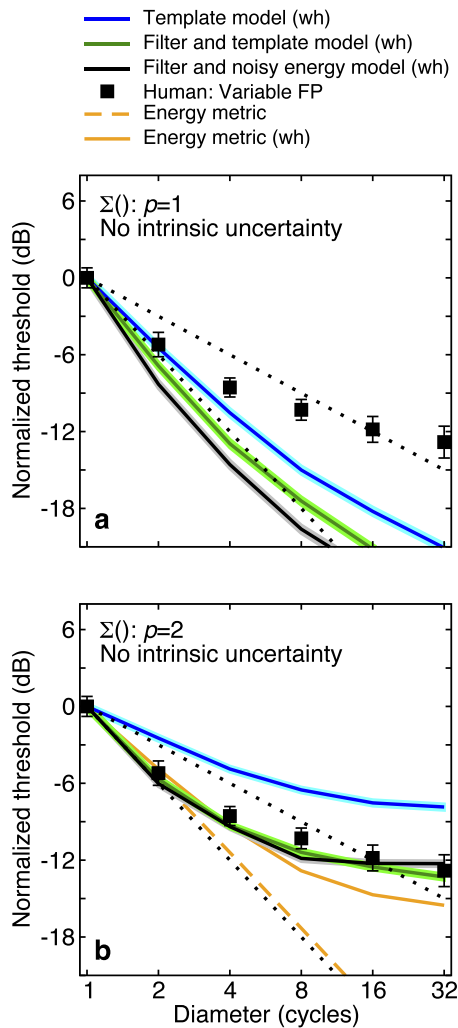 Template model (wh)
Filter and template model (wh)
Filter and noisy energy model (wh)
Human: Variable FP
Energy metric
Energy metric (wh)
6
0
-6
-12
-18
Normalized threshold (dB)
Σ(): p=1
No intrinsic uncertainty
a
6
0
-6
-12
-18
Normalized threshold (dB)
Σ(): p=2
No intrinsic uncertainty
b
1 2 4 8 16 32
Diameter (cycles)